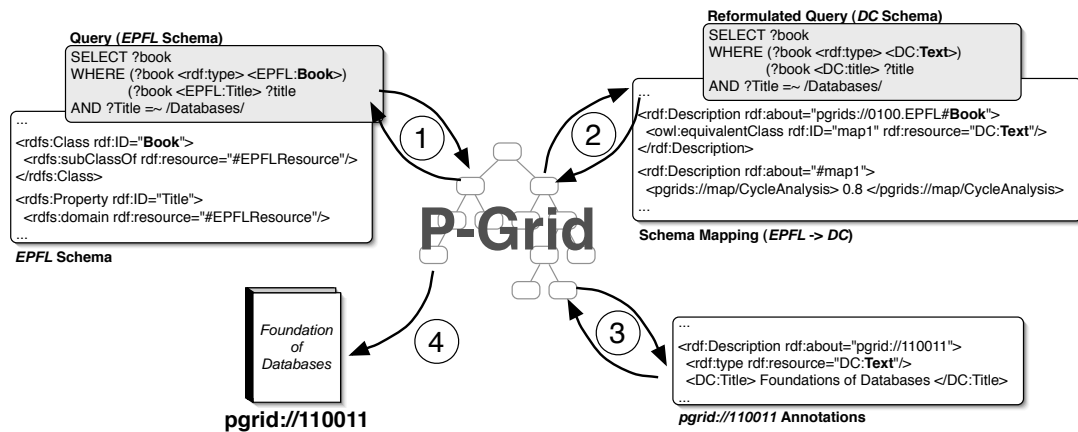 Query (EPFL Schema)
SELECT ?book
WHERE (?book <rdf:type> <EPFL:Book>)
(?book <EPFL:Title> ?title
AND ?Title =~ /Databases/
...
<rdfs:Class rdf:ID="Book">
<rdfs:subClassOf rdf:resource="#EPFLResource"/>
</rdfs:Class>
<rdfs:Property rdf:ID="Title">
<rdfs:domain rdf:resource="#EPFLResource"/>
...
EPFL Schema
1
Reformulated Query (DC Schema)
SELECT ?book
WHERE (?book <rdf:type> <DC:Text>)
(?book <DC:title> ?title
AND ?Title =~ /Databases/
...
<rdf:Description rdf:about="pgrids://0100.EPFL#Book">
<owl:equivalentClass rdf:ID="map1" rdf:resource="DC:Text"/>
</rdf:Description>
<rdf:Description rdf:about="#map1">
<pgrids://map/CycleAnalysis> 0.8 </pgrids://map/CycleAnalysis>
...
Schema Mapping (EPFL -> DC)
2
P-Grid
3
...
<rdf:Description rdf:about="pgrid://110011">
<rdf:type rdf:resource="DC:Text"/>
<DC:Title> Foundations of Databases </DC:Title>
...
pgrid://110011 Annotations
4
Foundation
of
Databases
pgrid://110011